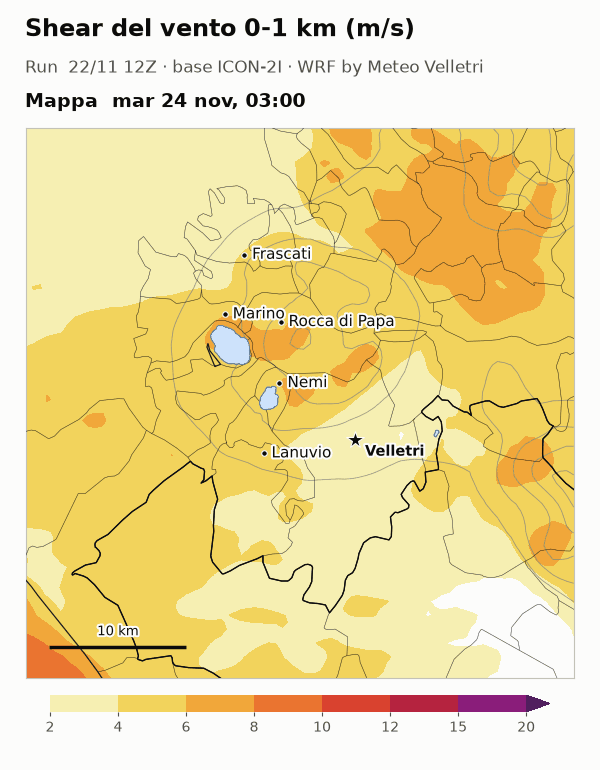 Shear del vento 0-1 km (m/s)
Run 22/11 12Z · base ICON-2I · WRF by Meteo Velletri
Mappa mar 24 nov, 03:00
Frascati
Marino
Rocca di Papa
Nemi
Velletri
Lanuvio
10 km
2 4 6 8 10 12 15 20